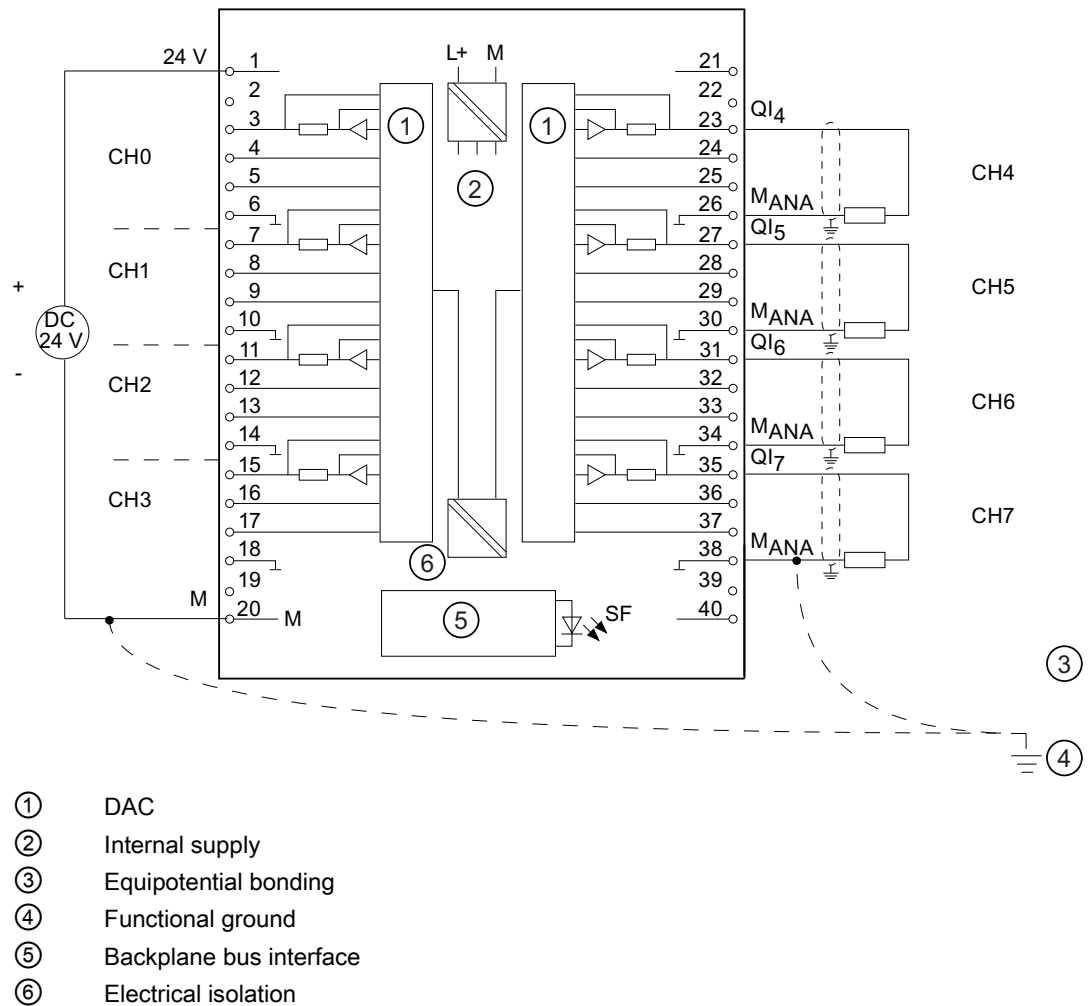 24 V 1 L+ M 21
2 22
3 ① ① 23 QI4
CH0 4 24 CH4
5 ② 25
6 26 MANA
7 27 QI5
CH1 8 28 CH5
+ 9 29
DC 10 30 MANA
24 V 11 31 QI6
- CH2 12 32 CH6
13 33
14 34 MANA
15 35 QI7
CH3 16 36 CH7
17 37
⑥ 18 38 MANA
19 39
M 20 M ⑤ SF 40
③
④
① DAC
② Internal supply
③ Equipotential bonding
④ Functional ground
⑤ Backplane bus interface
⑥ Electrical isolation